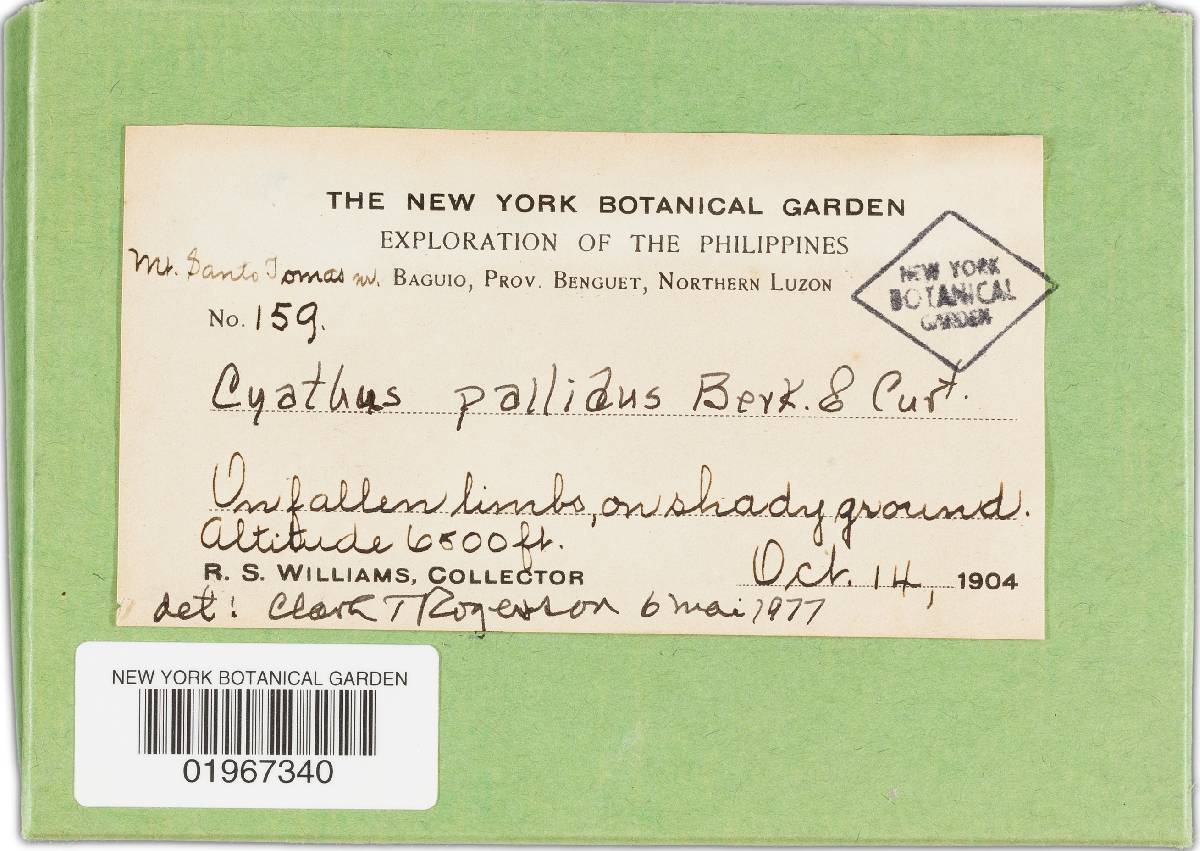 THE NEW YORK BOTANICAL GARDEN
EXPLORATION OF THE PHILIPPINES
Mt. Santo Tomas nr. BAGUIO, PROV. BENGUET, NORTHERN LUZON
NEW YORK
BOTANICAL
GARDEN
No. 159.
Cyathus pallidus Berk. & Curt.
On fallen limbs, on shady ground.
Altitude 6500 ft.
R. S. WILLIAMS, COLLECTOR Oct. 14, 1904
det! Clark T Rogerson 6 mai 1977
NEW YORK BOTANICAL GARDEN
01967340